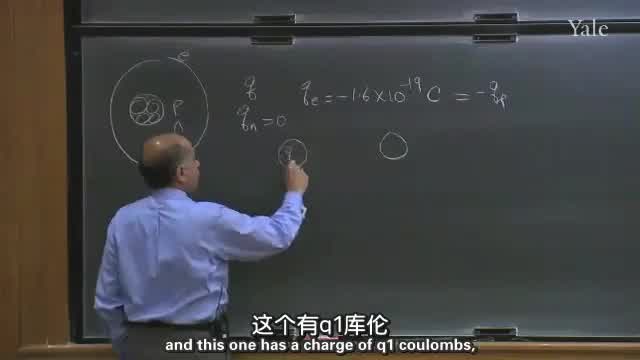 Yale
e
q q_e = -1.6 × 10^-19 C = -q_p
P
q_n = 0
n
q
这个有q1库伦
and this one has a charge of q1 coulombs,